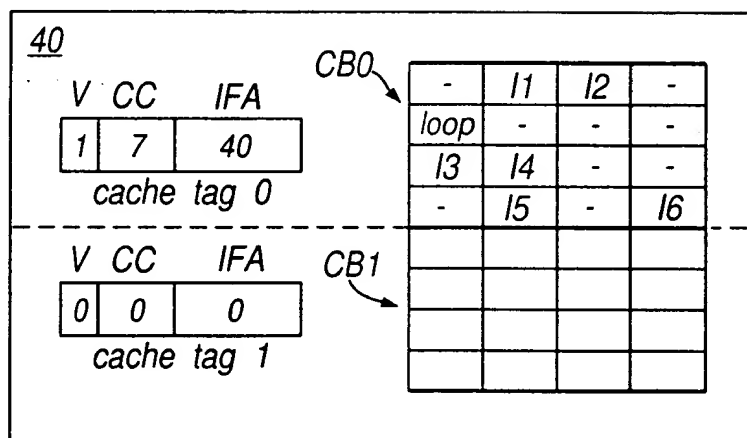 40
V CC IFA
1 7 40
cache tag 0
CB0
- I1 I2 -
loop - - -
I3 I4 - -
- I5 - I6
V CC IFA
0 0 0
cache tag 1
CB1